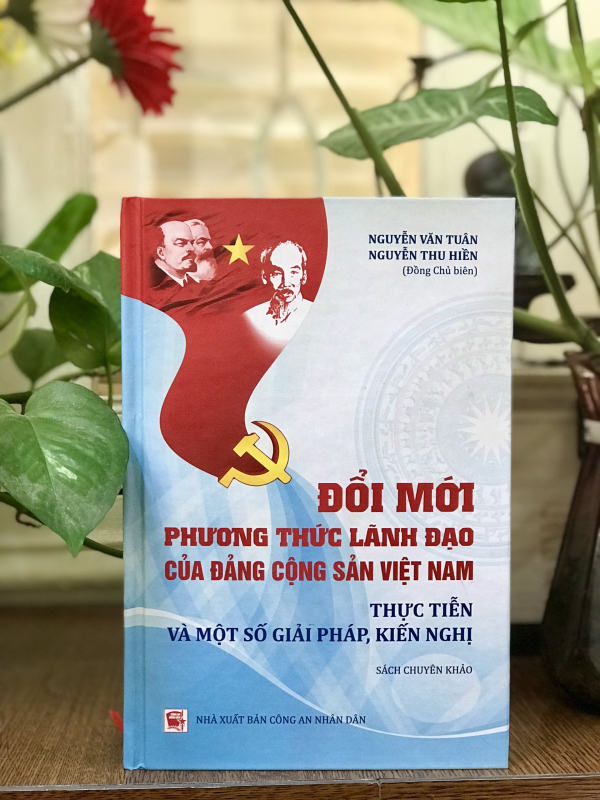 NGUYỄN VĂN TUÂN
NGUYỄN THU HIỀN
(Đồng Chủ biên)
ĐỔI MỚI
PHƯƠNG THỨC LÃNH ĐẠO
CỦA ĐẢNG CỘNG SẢN VIỆT NAM
THỰC TIỄN
VÀ MỘT SỐ GIẢI PHÁP, KIẾN NGHỊ
SÁCH CHUYÊN KHẢO
NHÀ XUẤT BẢN CÔNG AN NHÂN DÂN